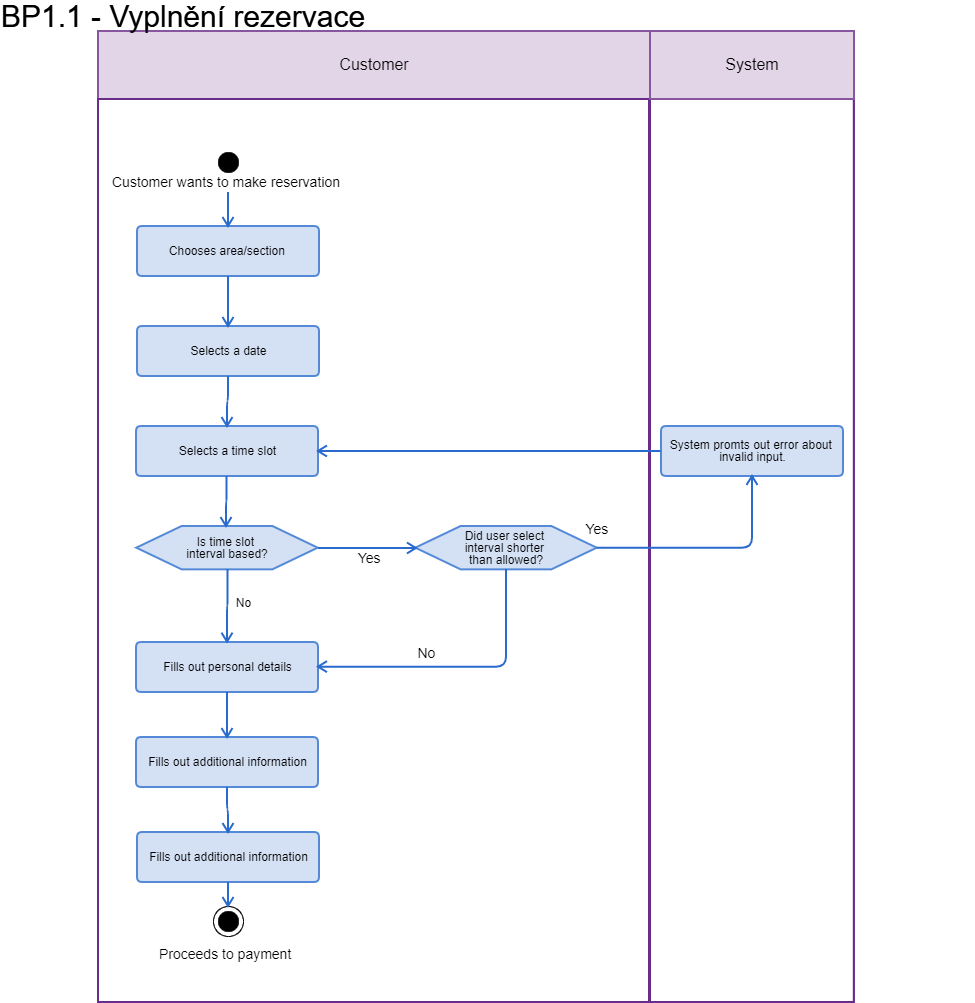 BP1.1 - Vyplnění rezervace
Customer
System
Customer wants to make reservation
Chooses area/section
Selects a date
Selects a time slot
System promts out error about
invalid input.
Is time slot
interval based?
Yes
Did user select
interval shorter
than allowed?
Yes
No
No
Fills out personal details
Fills out additional information
Fills out additional information
Proceeds to payment